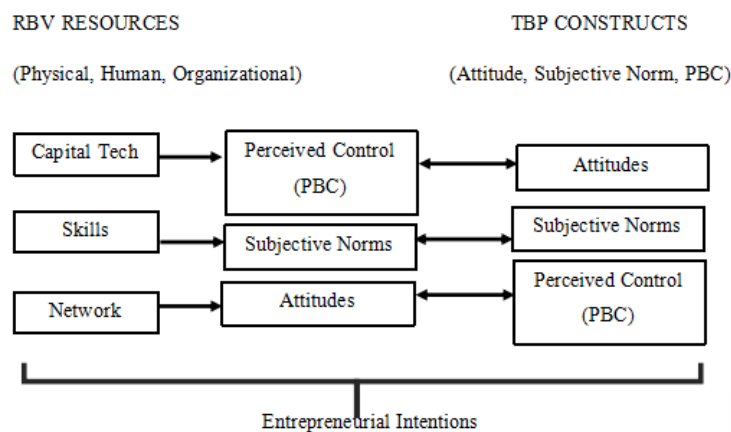 RBV RESOURCES
TBP CONSTRUCTS
(Physical, Human, Organizational)
(Attitude, Subjective Norm, PBC)
Capital Tech
Perceived Control
(PBC)
Attitudes
Skills
Subjective Norms
Subjective Norms
Network
Attitudes
Perceived Control
(PBC)
Entrepreneurial Intentions